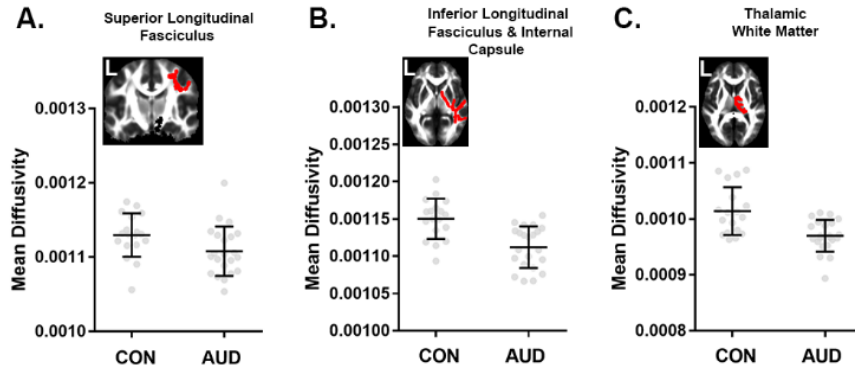 A.
Superior Longitudinal
Fasciculus
L
Mean Diffusivity
0.0013
0.0012
0.0011
0.0010
CON
AUD
B.
Inferior Longitudinal
Fasciculus & Internal
Capsule
L
Mean Diffusivity
0.00130
0.00125
0.00120
0.00115
0.00110
0.00105
0.00100
CON
AUD
C.
Thalamic
White Matter
L
Mean Diffusivity
0.0012
0.0011
0.0010
0.0009
0.0008
CON
AUD